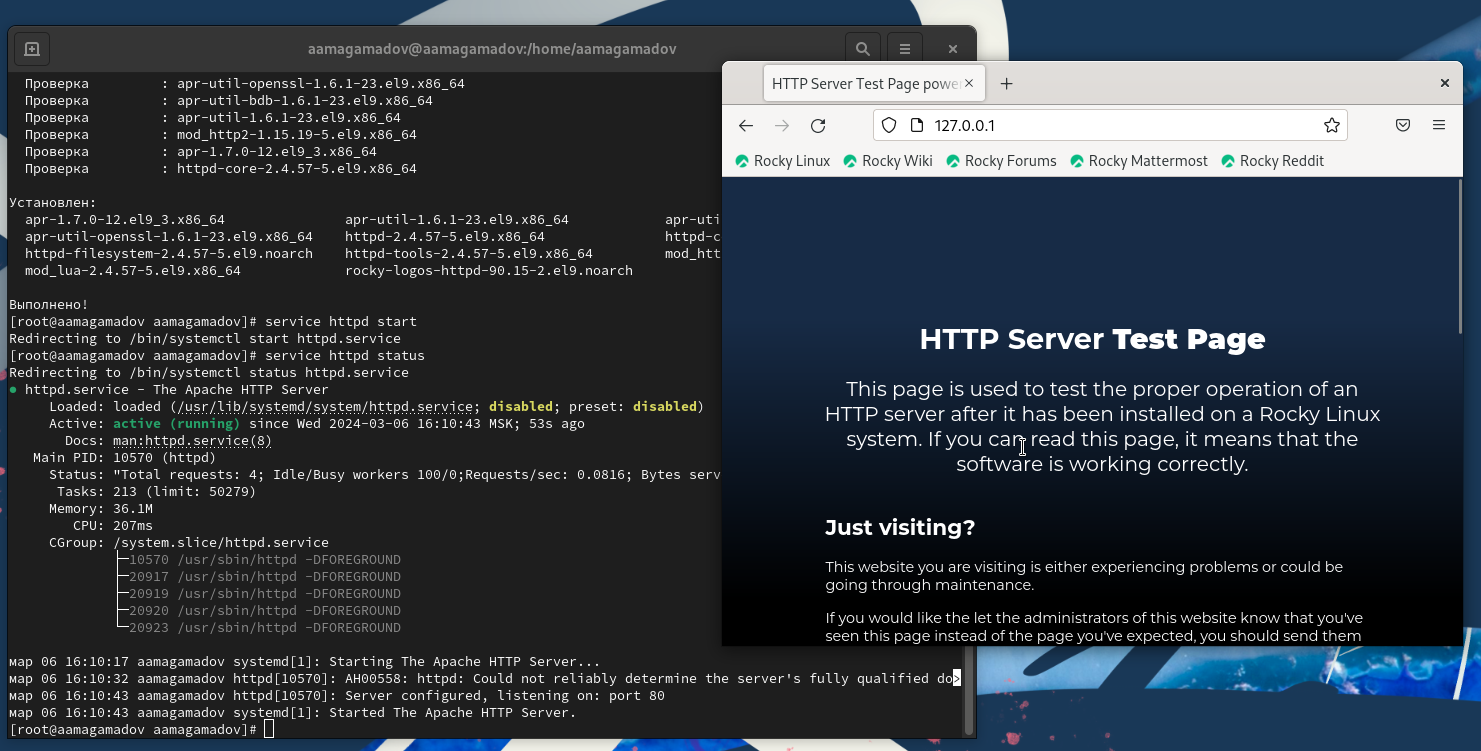 aamagamadov@aamagamadov:/home/aamagamadov
Проверка : apr-util-openssl-1.6.1-23.el9.x86_64
Проверка : apr-util-bdb-1.6.1-23.el9.x86_64
Проверка : apr-util-1.6.1-23.el9.x86_64
Проверка : mod_http2-1.15.19-5.el9.x86_64
Проверка : apr-1.7.0-12.el9_3.x86_64
Проверка : httpd-core-2.4.57-5.el9.x86_64
Установлен:
apr-1.7.0-12.el9_3.x86_64 apr-util-1.6.1-23.el9.x86_64 apr-uti
apr-util-openssl-1.6.1-23.el9.x86_64 httpd-2.4.57-5.el9.x86_64 httpd-c
httpd-filesystem-2.4.57-5.el9.noarch httpd-tools-2.4.57-5.el9.x86_64 mod_htt
mod_lua-2.4.57-5.el9.x86_64 rocky-logos-httpd-90.15-2.el9.noarch
Выполнено!
[root@aamagamadov aamagamadov]# service httpd start
Redirecting to /bin/systemctl start httpd.service
[root@aamagamadov aamagamadov]# service httpd status
Redirecting to /bin/systemctl status httpd.service
● httpd.service - The Apache HTTP Server
Loaded: loaded (/usr/lib/systemd/system/httpd.service; disabled; preset: disabled)
Active: active (running) since Wed 2024-03-06 16:10:43 MSK; 53s ago
Docs: man:httpd.service(8)
Main PID: 10570 (httpd)
Status: "Total requests: 4; Idle/Busy workers 100/0;Requests/sec: 0.0816; Bytes serv
Tasks: 213 (limit: 50279)
Memory: 36.1M
CPU: 207ms
CGroup: /system.slice/httpd.service
├─10570 /usr/sbin/httpd -DFOREGROUND
├─20917 /usr/sbin/httpd -DFOREGROUND
├─20919 /usr/sbin/httpd -DFOREGROUND
├─20920 /usr/sbin/httpd -DFOREGROUND
└─20923 /usr/sbin/httpd -DFOREGROUND
мар 06 16:10:17 aamagamadov systemd[1]: Starting The Apache HTTP Server...
мар 06 16:10:32 aamagamadov httpd[10570]: AH00558: httpd: Could not reliably determine the server's fully qualified do>
мар 06 16:10:43 aamagamadov httpd[10570]: Server configured, listening on: port 80
мар 06 16:10:43 aamagamadov systemd[1]: Started The Apache HTTP Server.
[root@aamagamadov aamagamadov]#
HTTP Server Test Page powe
127.0.0.1
Rocky Linux Rocky Wiki Rocky Forums Rocky Mattermost Rocky Reddit
HTTP Server Test Page
This page is used to test the proper operation of an
HTTP server after it has been installed on a Rocky Linux
system. If you can read this page, it means that the
software is working correctly.
Just visiting?
This website you are visiting is either experiencing problems or could be
going through maintenance.
If you would like the let the administrators of this website know that you've
seen this page instead of the page you've expected, you should send them